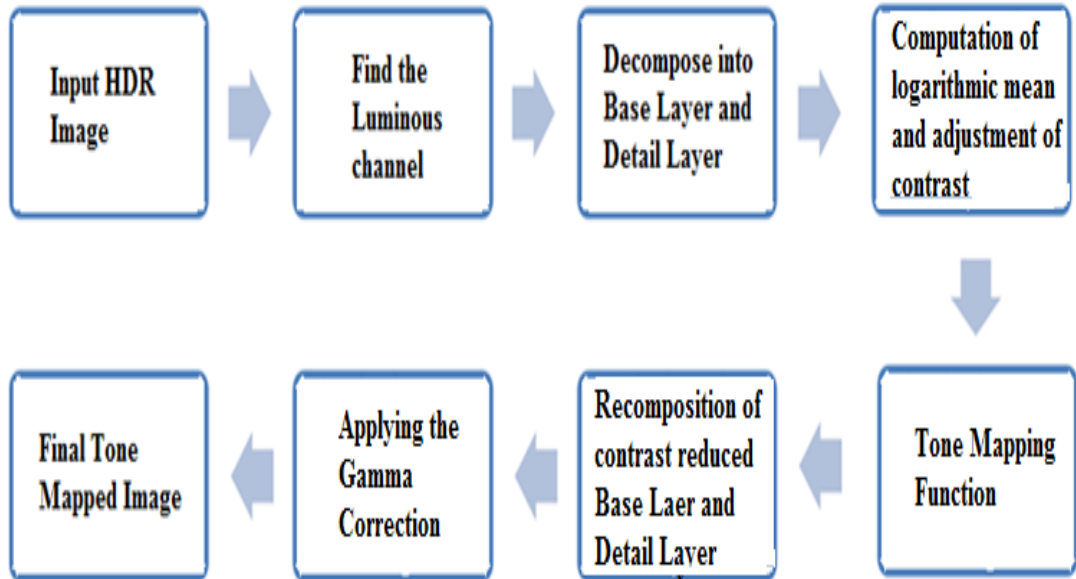 Input HDR
Image
Find the
Luminous
channel
Decompose into
Base Layer and
Detail Layer
Computation of
logarithmic mean
and adjustment of
contrast
Tone Mapping
Function
Recomposition of
contrast reduced
Base Laer and
Detail Layer
Applying the
Gamma
Correction
Final Tone
Mapped Image